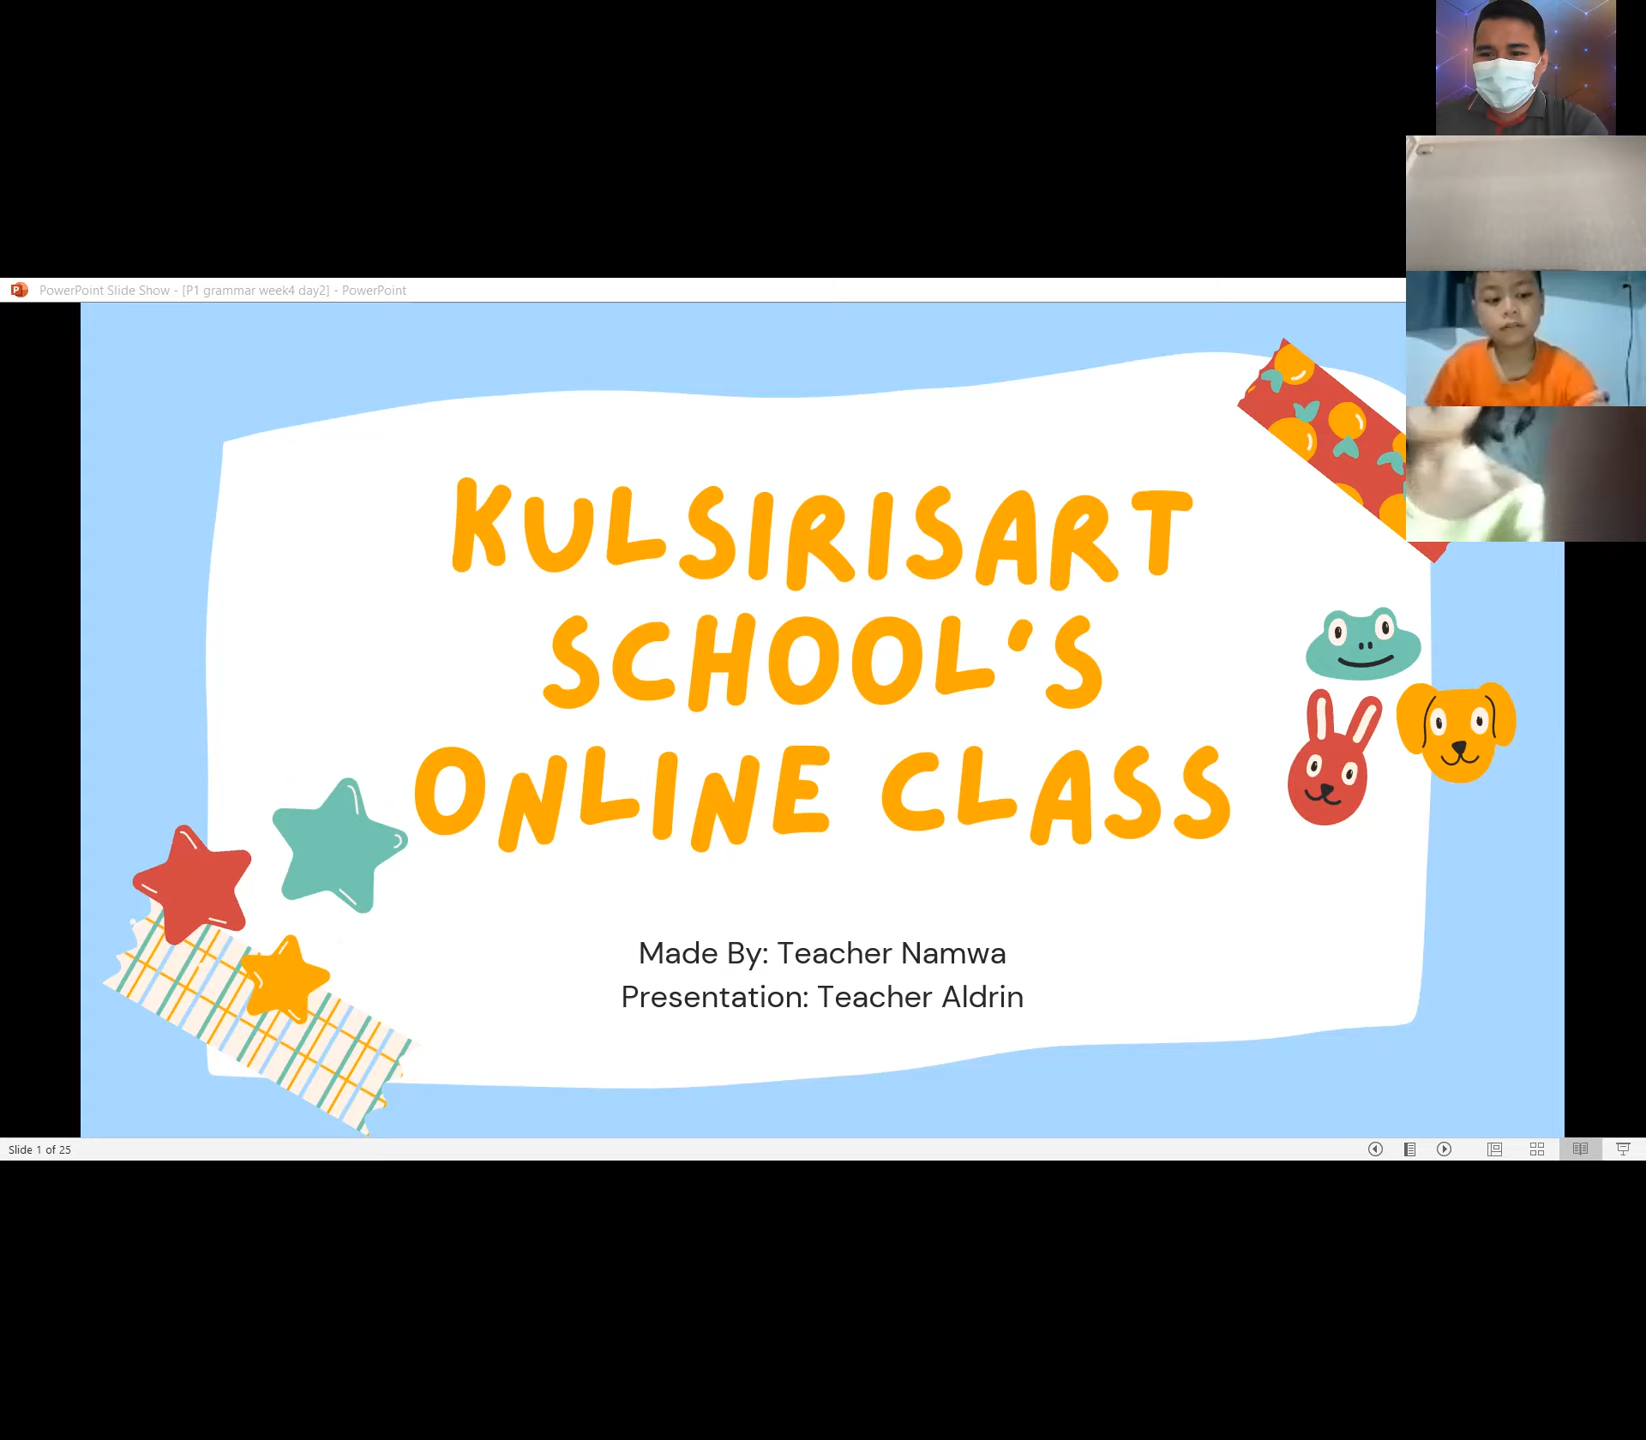 PowerPoint Slide Show - [P1 grammar week4 day2] - PowerPoint
KULSIRISART
SCHOOL'S
ONLINE CLASS
Made By: Teacher Namwa
Presentation: Teacher Aldrin
Slide 1 of 25